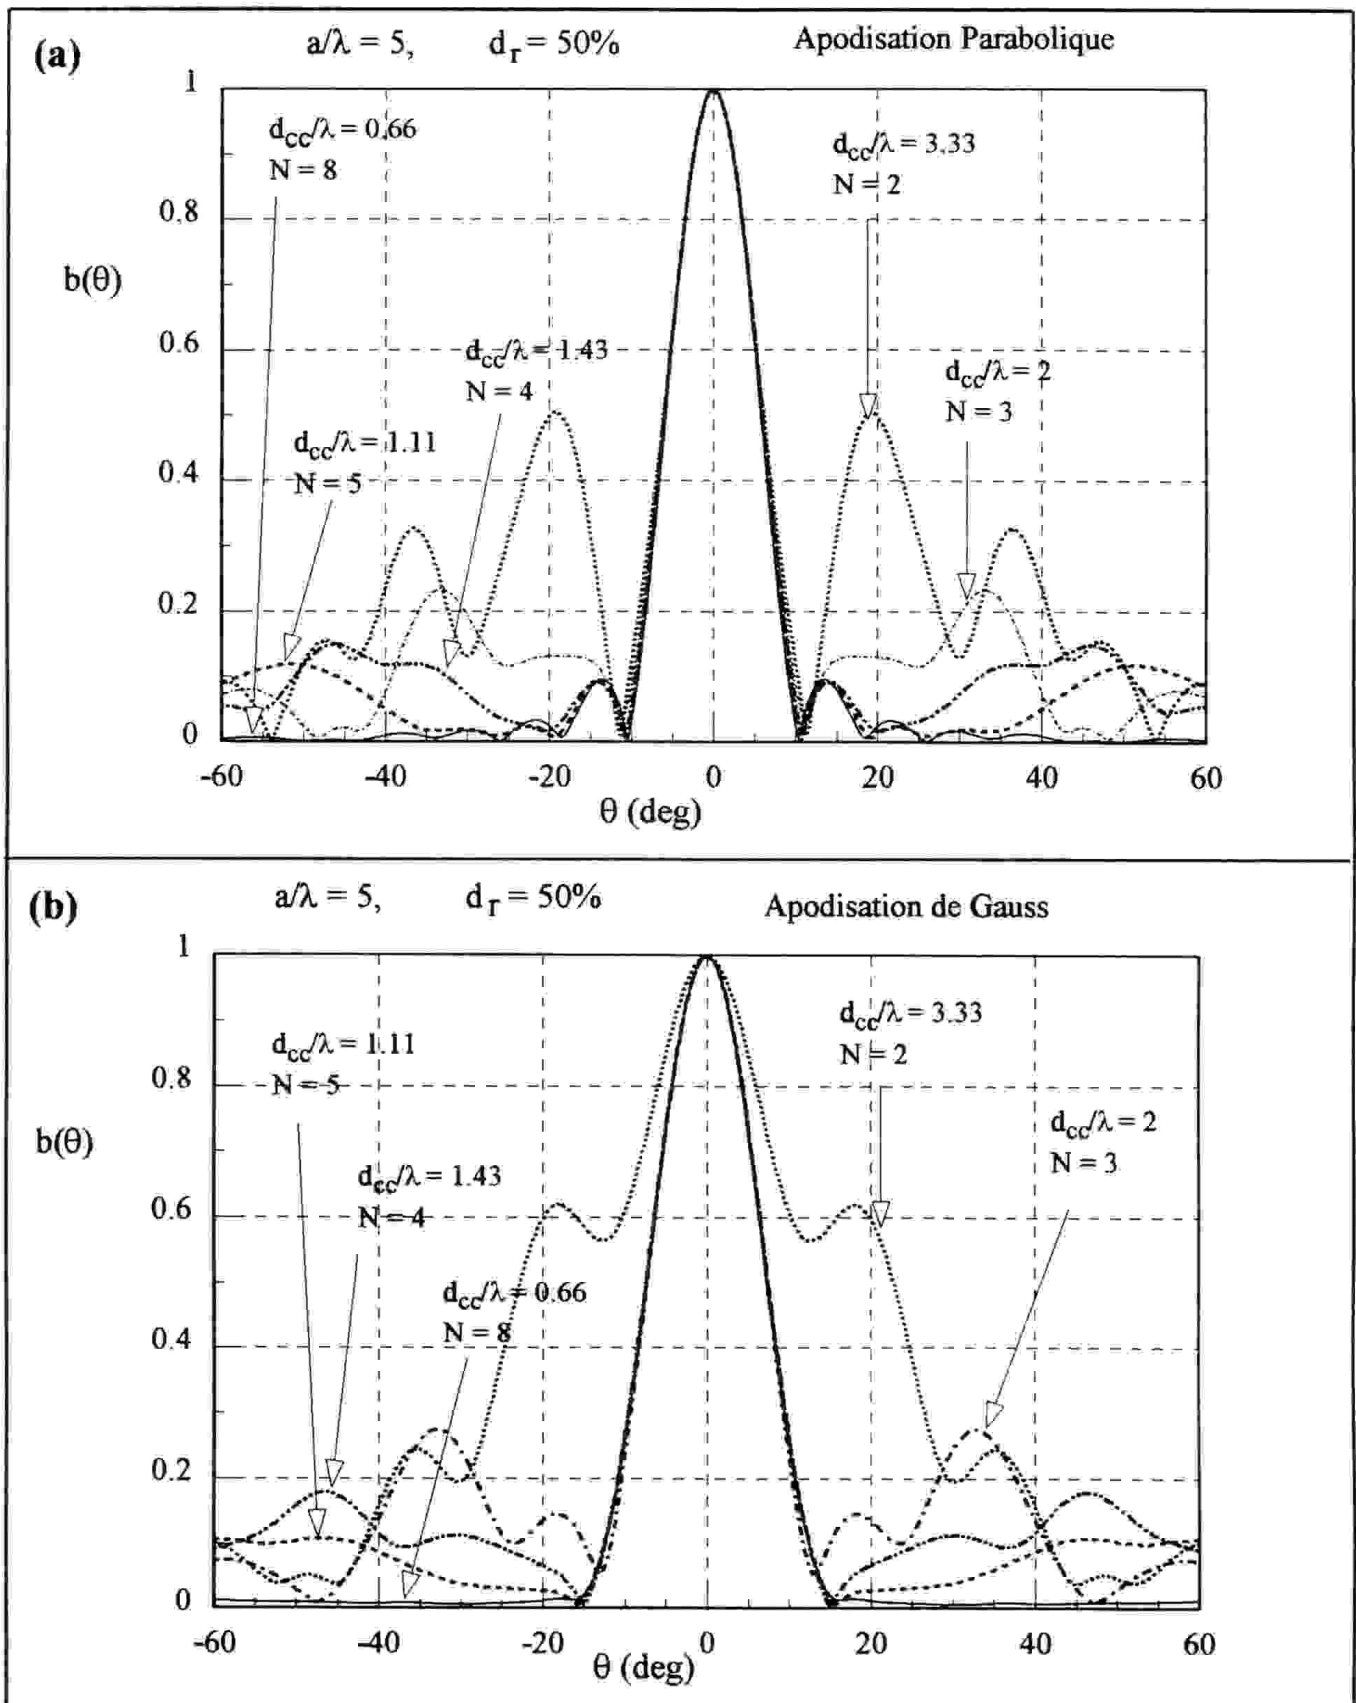 (a)
a/λ = 5, d_r = 50% Apodisation Parabolique
1
d_cc/λ = 0.66
N = 8
d_cc/λ = 3.33
N = 2
0.8
b(θ)
0.6
d_cc/λ = 1.43
N = 4
d_cc/λ = 2
N = 3
d_cc/λ = 1.11
N = 5
0.4
0.2
0
-60 -40 -20 0 20 40 60
θ (deg)
(b)
a/λ = 5, d_r = 50% Apodisation de Gauss
1
d_cc/λ = 3.33
N = 2
d_cc/λ = 1.11
N = 5
0.8
d_cc/λ = 2
N = 3
b(θ)
d_cc/λ = 1.43
N = 4
0.6
d_cc/λ = 0.66
N = 8
0.4
0.2
0
-60 -40 -20 0 20 40 60
θ (deg)